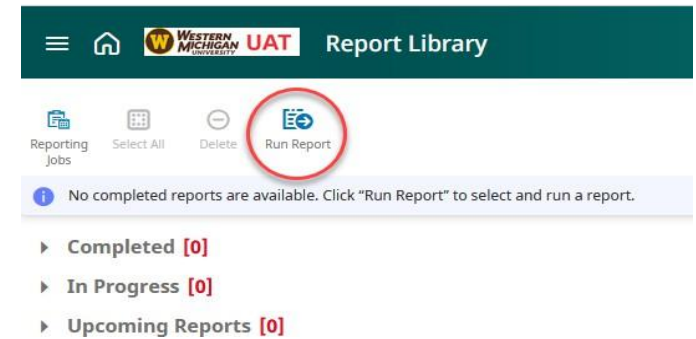 W WESTERN MICHIGAN UNIVERSITY UAT Report Library
Reporting Jobs Select All Delete Run Report
No completed reports are available. Click “Run Report” to select and run a report.
Completed [0]
In Progress [0]
Upcoming Reports [0]